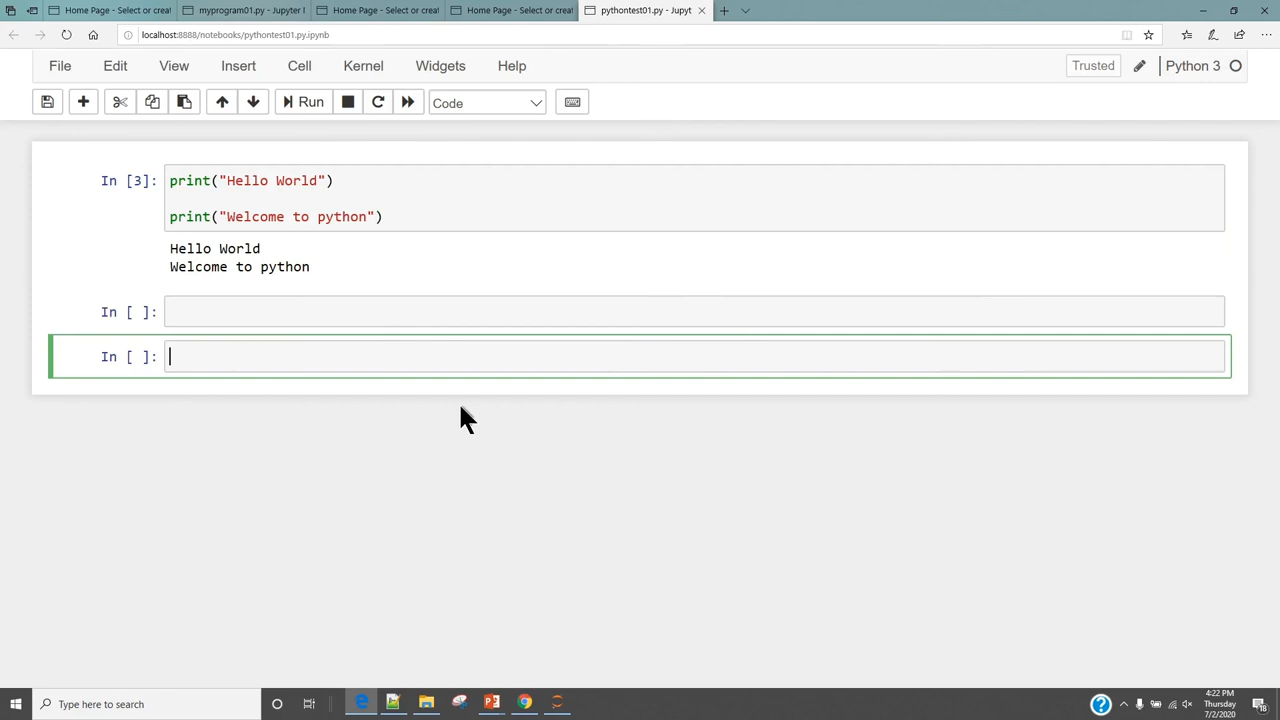 Home Page - Select or creat
myprogram01.py - Jupyter I
Home Page - Select or creat
Home Page - Select or creat
pythontest01.py - Jupyt
localhost:8888/notebooks/pythontest01.py.ipynb
File Edit View Insert Cell Kernel Widgets Help Trusted Python 3
Run Code
In [3]: print("Hello World")
print("Welcome to python")
Hello World
Welcome to python
In [ ]:
In [ ]:
Type here to search
4:22 PM
Thursday
7/2/2020
18